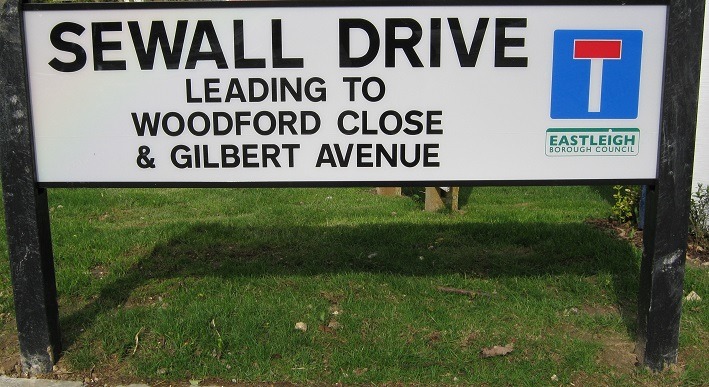 SEWALL DRIVE
LEADING TO
WOODFORD CLOSE
& GILBERT AVENUE
EASTLEIGH
BOROUGH COUNCIL